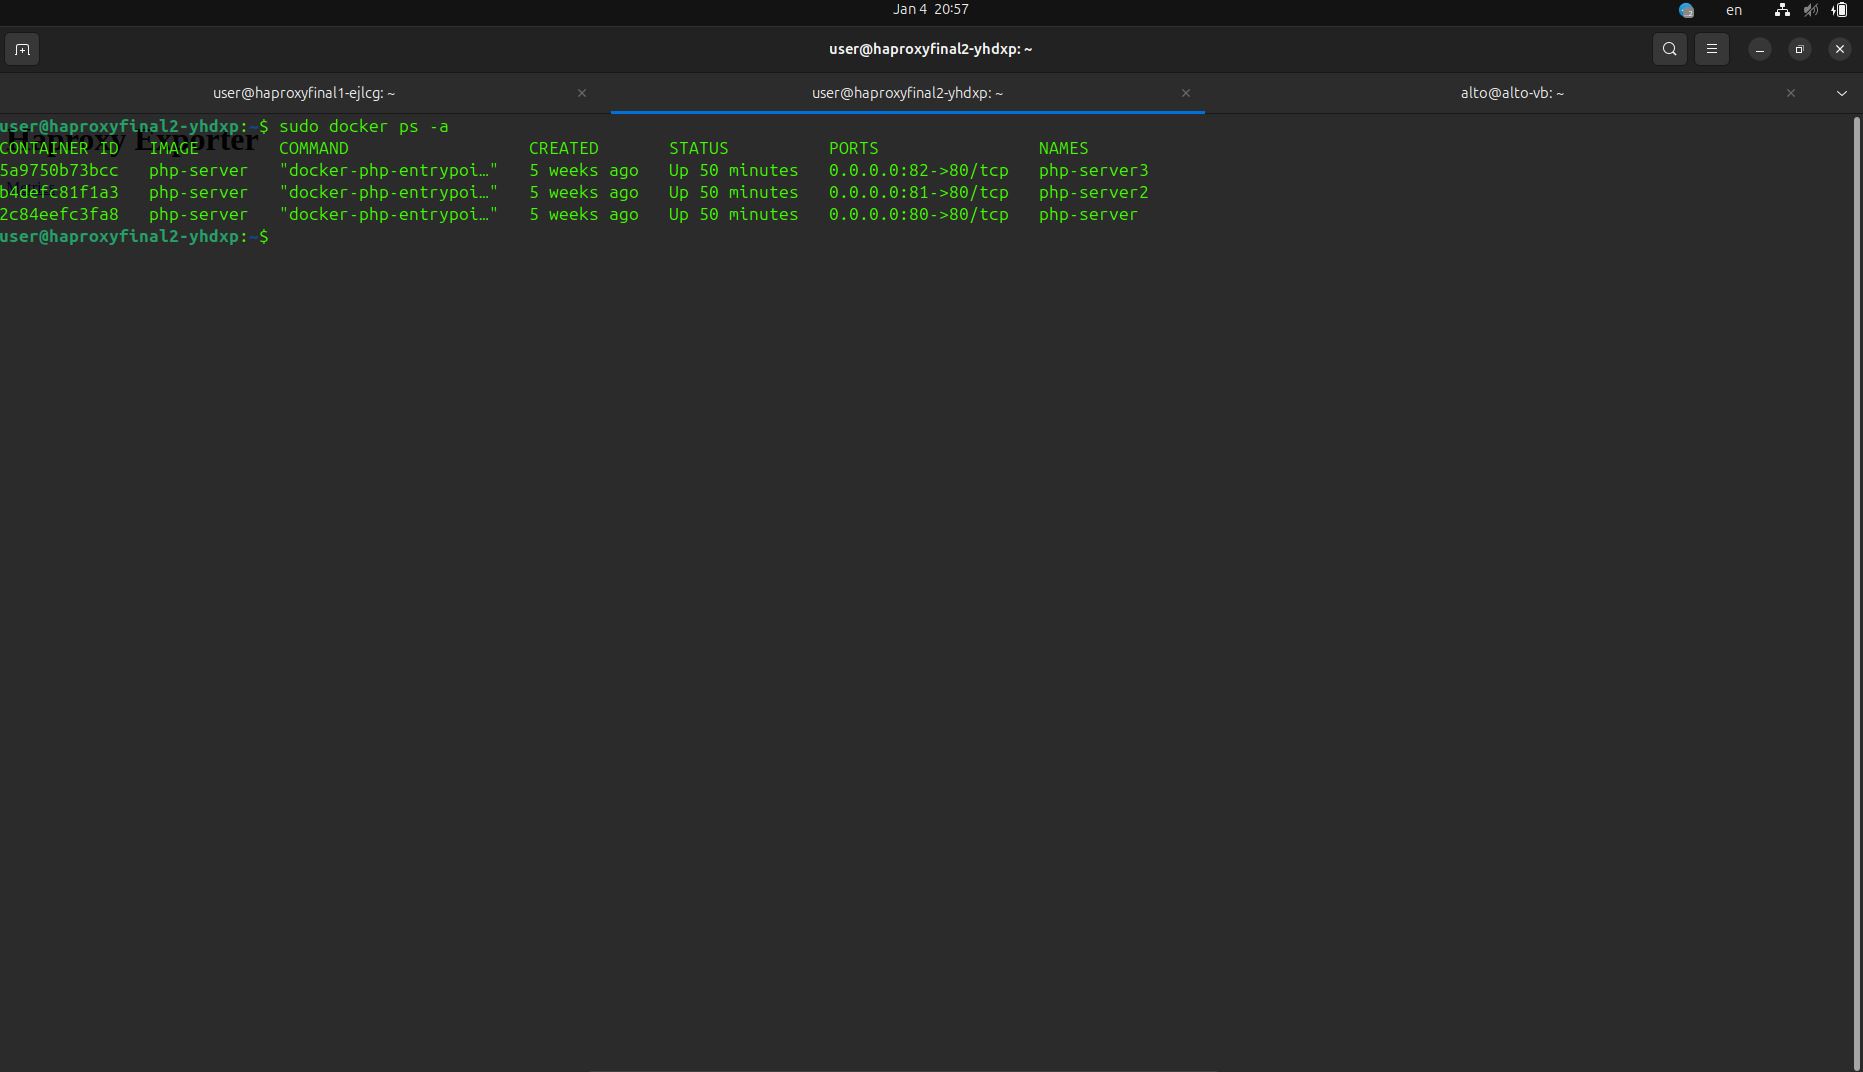 Jan 4 20:57
en
user@haproxyfinal2-yhdxp: ~
user@haproxyfinal1-ejlcg: ~
user@haproxyfinal2-yhdxp: ~
alto@alto-vb: ~
user@haproxyfinal2-yhdxp:~$ sudo docker ps -a
Haproxy Exporter
CONTAINER ID IMAGE COMMAND CREATED STATUS PORTS NAMES
5a9750b73bcc php-server "docker-php-entrypoi…" 5 weeks ago Up 50 minutes 0.0.0.0:82->80/tcp php-server3
b4defc81f1a3 php-server "docker-php-entrypoi…" 5 weeks ago Up 50 minutes 0.0.0.0:81->80/tcp php-server2
2c84eefc3fa8 php-server "docker-php-entrypoi…" 5 weeks ago Up 50 minutes 0.0.0.0:80->80/tcp php-server
user@haproxyfinal2-yhdxp:~$